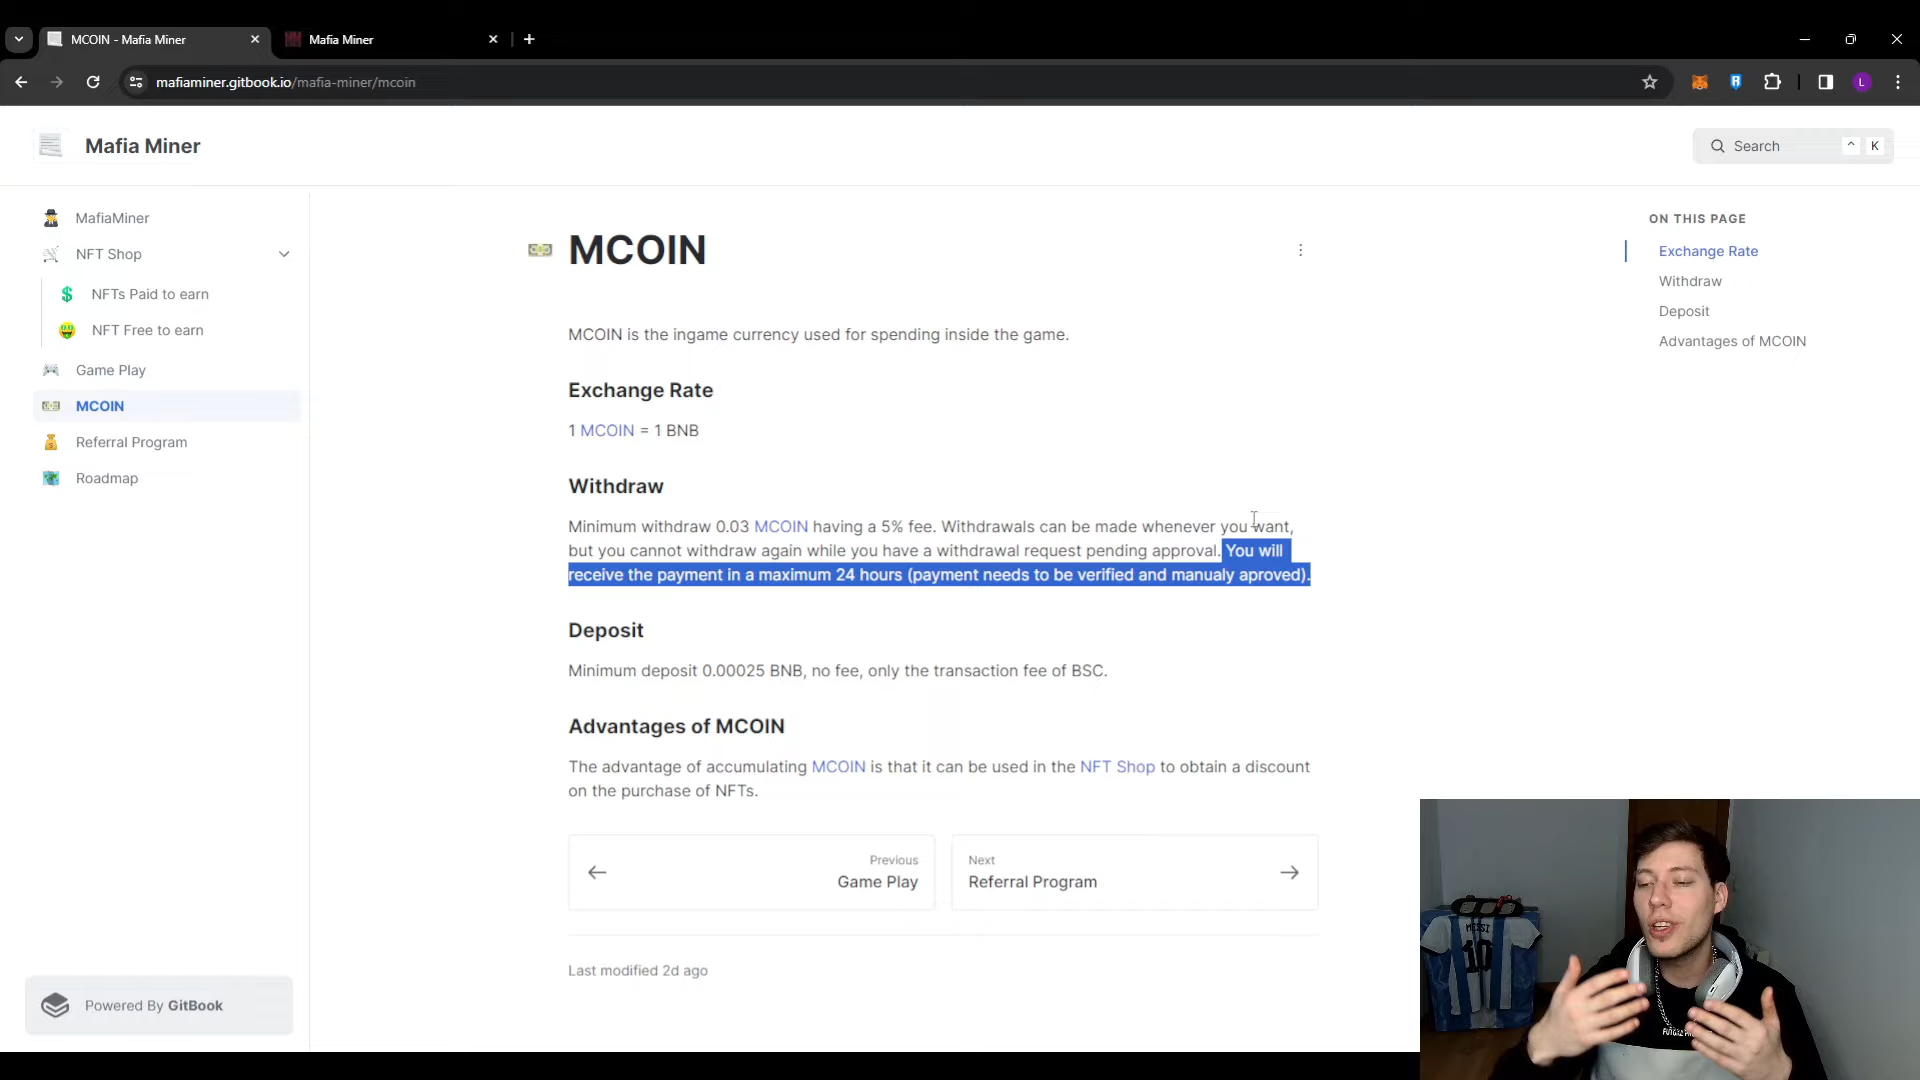 MCOIN - Mafia Miner
Mafia Miner
mafiaminer.gitbook.io/mafia-miner/mcoin
L
Mafia Miner
Search
^ K
MafiaMiner
NFT Shop
NFTs Paid to earn
NFT Free to earn
Game Play
MCOIN
Referral Program
Roadmap
Powered By GitBook
MCOIN
MCOIN is the ingame currency used for spending inside the game.
Exchange Rate
1 MCOIN = 1 BNB
Withdraw
Minimum withdraw 0.03 MCOIN having a 5% fee. Withdrawals can be made whenever you want,
but you cannot withdraw again while you have a withdrawal request pending approval. You will
receive the payment in a maximum 24 hours (payment needs to be verified and manualy aproved).
Deposit
Minimum deposit 0.00025 BNB, no fee, only the transaction fee of BSC.
Advantages of MCOIN
The advantage of accumulating MCOIN is that it can be used in the NFT Shop to obtain a discount
on the purchase of NFTs.
Previous
Game Play
Next
Referral Program
Last modified 2d ago
ON THIS PAGE
Exchange Rate
Withdraw
Deposit
Advantages of MCOIN
MESSI
10